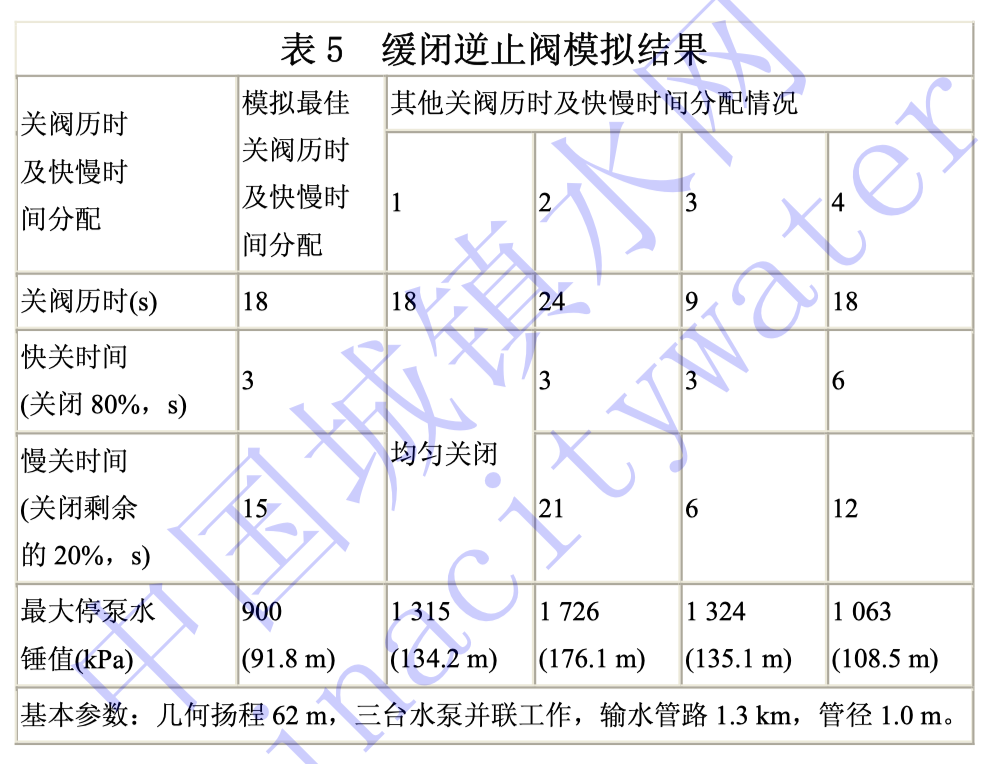 表 5 缓闭逆止阀模拟结果
关阀历时
及快慢时
间分配
模拟最佳
关阀历时
及快慢时
间分配
其他关阀历时及快慢时间分配情况
1
2
3
4
关阀历时(s)
18
18
24
9
18
快关时间
(关闭 80%，s)
3
均匀关闭
3
3
6
慢关时间
(关闭剩余
的 20%，s)
15
21
6
12
最大停泵水
锤值(kPa)
900
(91.8 m)
1 315
(134.2 m)
1 726
(176.1 m)
1 324
(135.1 m)
1 063
(108.5 m)
基本参数：几何扬程 62 m，三台水泵并联工作，输水管路 1.3 km，管径 1.0 m。
中国城镇水网
inacitywater